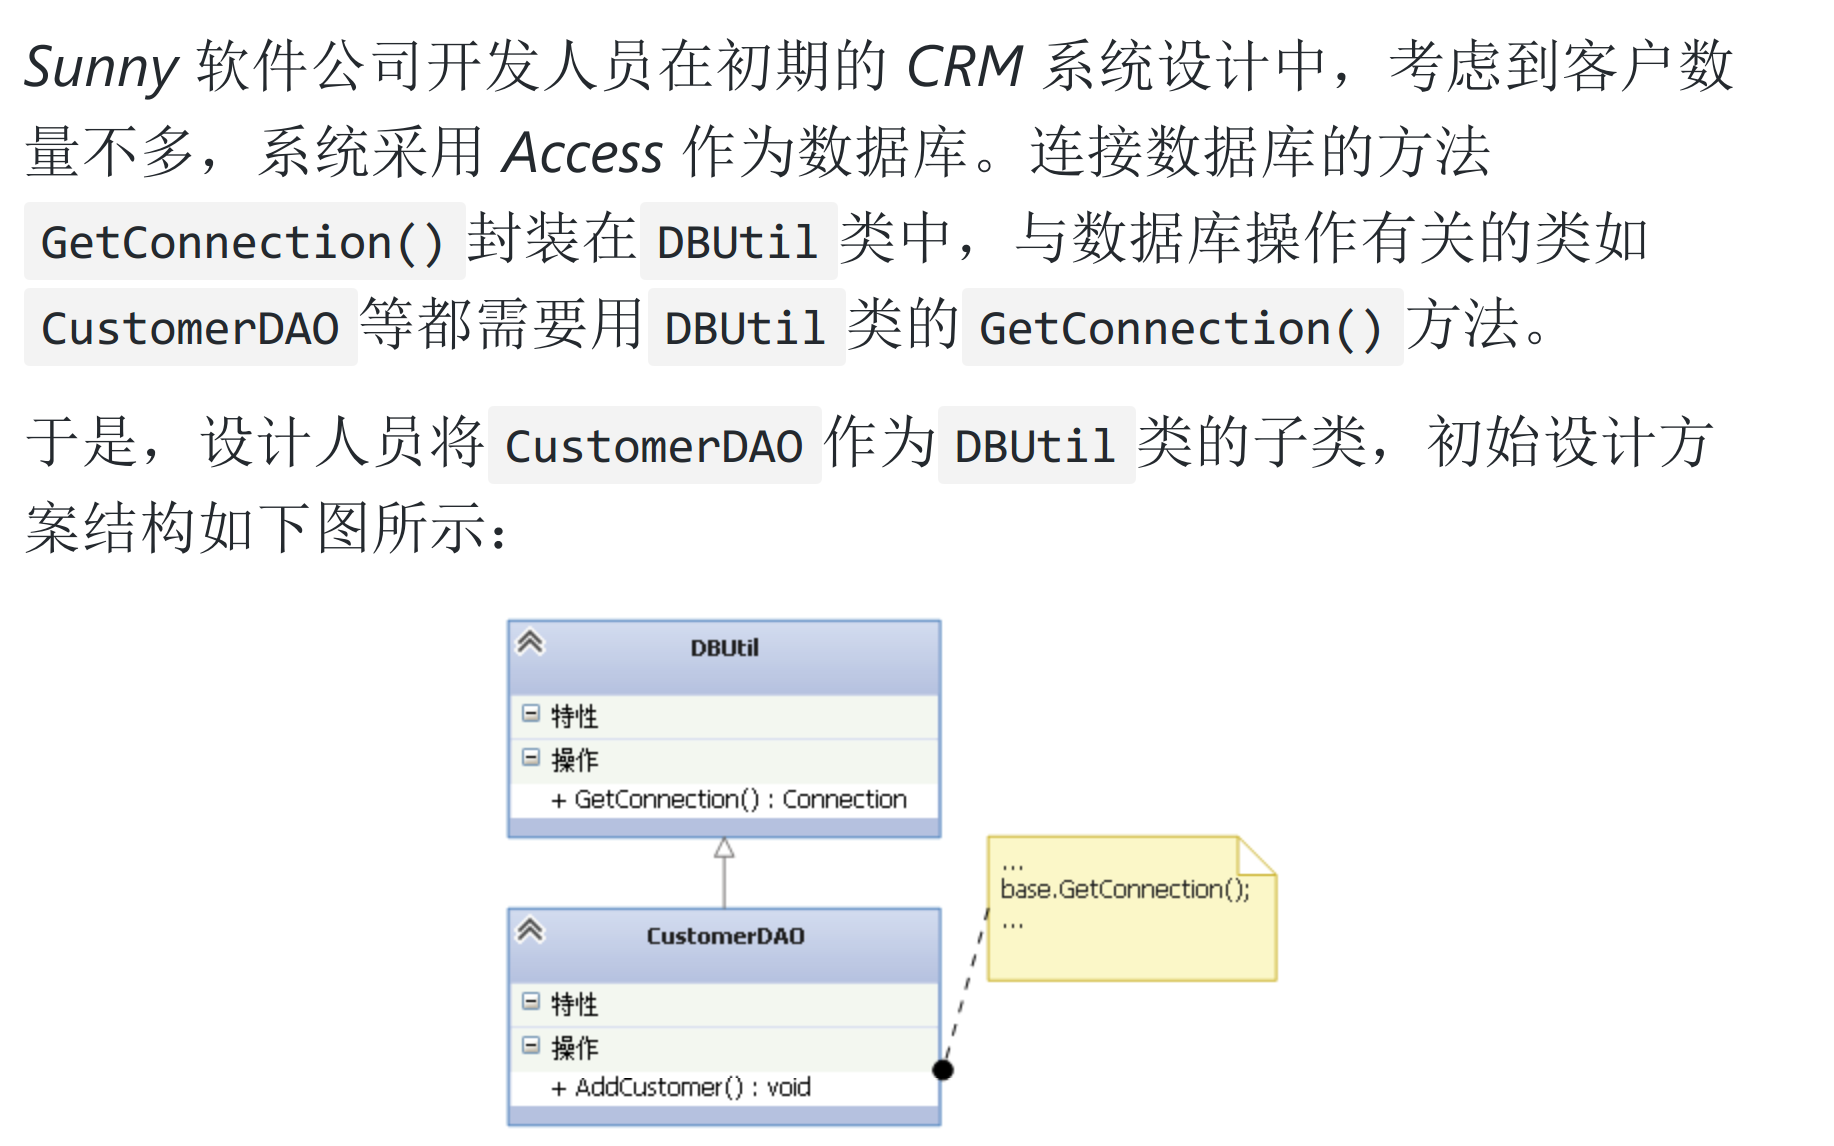 Sunny 软件公司开发人员在初期的 CRM 系统设计中，考虑到客户数
量不多，系统采用 Access 作为数据库。连接数据库的方法
GetConnection()封装在 DBUtil 类中，与数据库操作有关的类如
CustomerDAO 等都需要用 DBUtil 类的 GetConnection() 方法。
于是，设计人员将 CustomerDAO 作为 DBUtil 类的子类，初始设计方
案结构如下图所示：
DBUtil
特性
操作
+ GetConnection() : Connection
...
base.GetConnection();
...
CustomerDAO
特性
操作
+ AddCustomer() : void